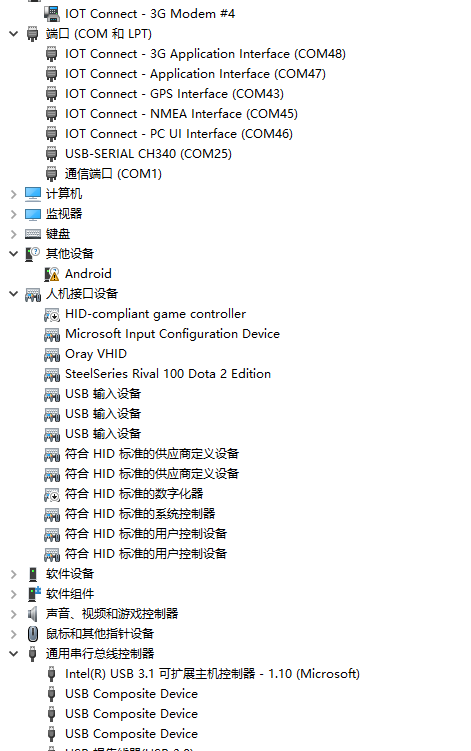 IOT Connect - 3G Modem #4
端口 (COM 和 LPT)
IOT Connect - 3G Application Interface (COM48)
IOT Connect - Application Interface (COM47)
IOT Connect - GPS Interface (COM43)
IOT Connect - NMEA Interface (COM45)
IOT Connect - PC UI Interface (COM46)
USB-SERIAL CH340 (COM25)
通信端口 (COM1)
计算机
监视器
键盘
其他设备
Android
人机接口设备
HID-compliant game controller
Microsoft Input Configuration Device
Oray VHID
SteelSeries Rival 100 Dota 2 Edition
USB 输入设备
USB 输入设备
USB 输入设备
符合 HID 标准的供应商定义设备
符合 HID 标准的供应商定义设备
符合 HID 标准的数字化器
符合 HID 标准的系统控制器
符合 HID 标准的用户控制设备
符合 HID 标准的用户控制设备
软件设备
软件组件
声音、视频和游戏控制器
鼠标和其他指针设备
通用串行总线控制器
Intel(R) USB 3.1 可扩展主机控制器 - 1.10 (Microsoft)
USB Composite Device
USB Composite Device
USB Composite Device